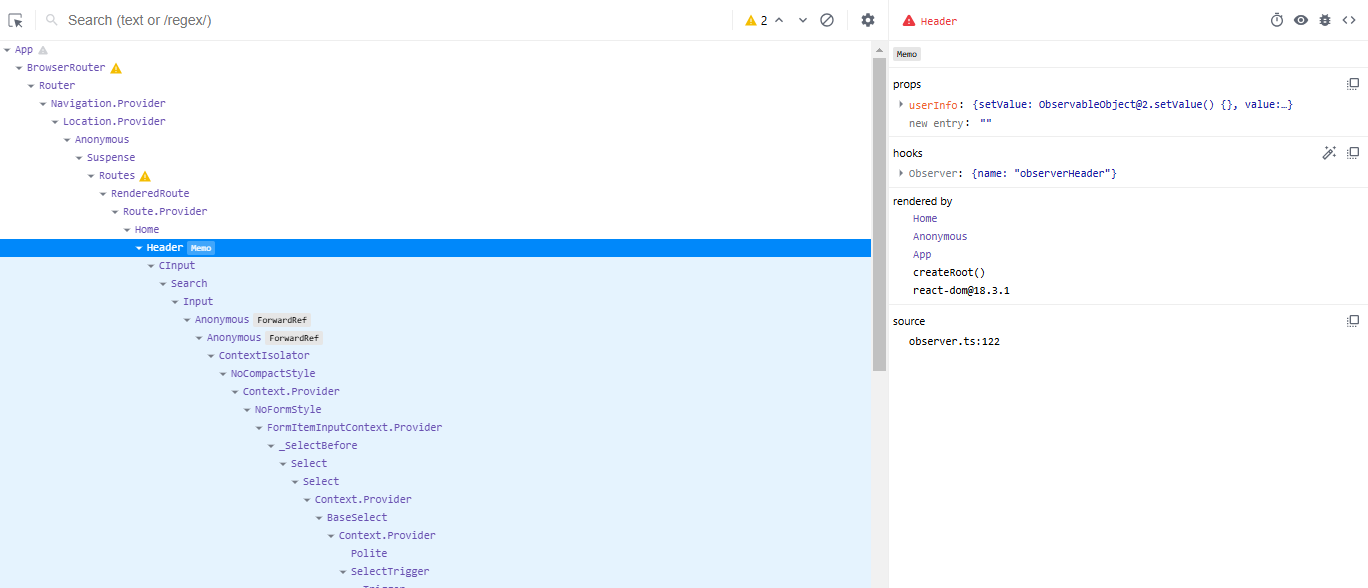 Search (text or /regex/)
2
App
BrowserRouter
Router
Navigation.Provider
Location.Provider
Anonymous
Suspense
Routes
RenderedRoute
Route.Provider
Home
Header Memo
CInput
Search
Input
Anonymous ForwardRef
Anonymous ForwardRef
ContextIsolator
NoCompactStyle
Context.Provider
NoFormStyle
FormItemInputContext.Provider
_SelectBefore
Select
Select
Context.Provider
BaseSelect
Context.Provider
Polite
SelectTrigger
Trigger
Header
Memo
props
userInfo: {setValue: ObservableObject@2.setValue() {}, value:…}
new entry: ""
hooks
Observer: {name: "observerHeader"}
rendered by
Home
Anonymous
App
createRoot()
react-dom@18.3.1
source
observer.ts:122